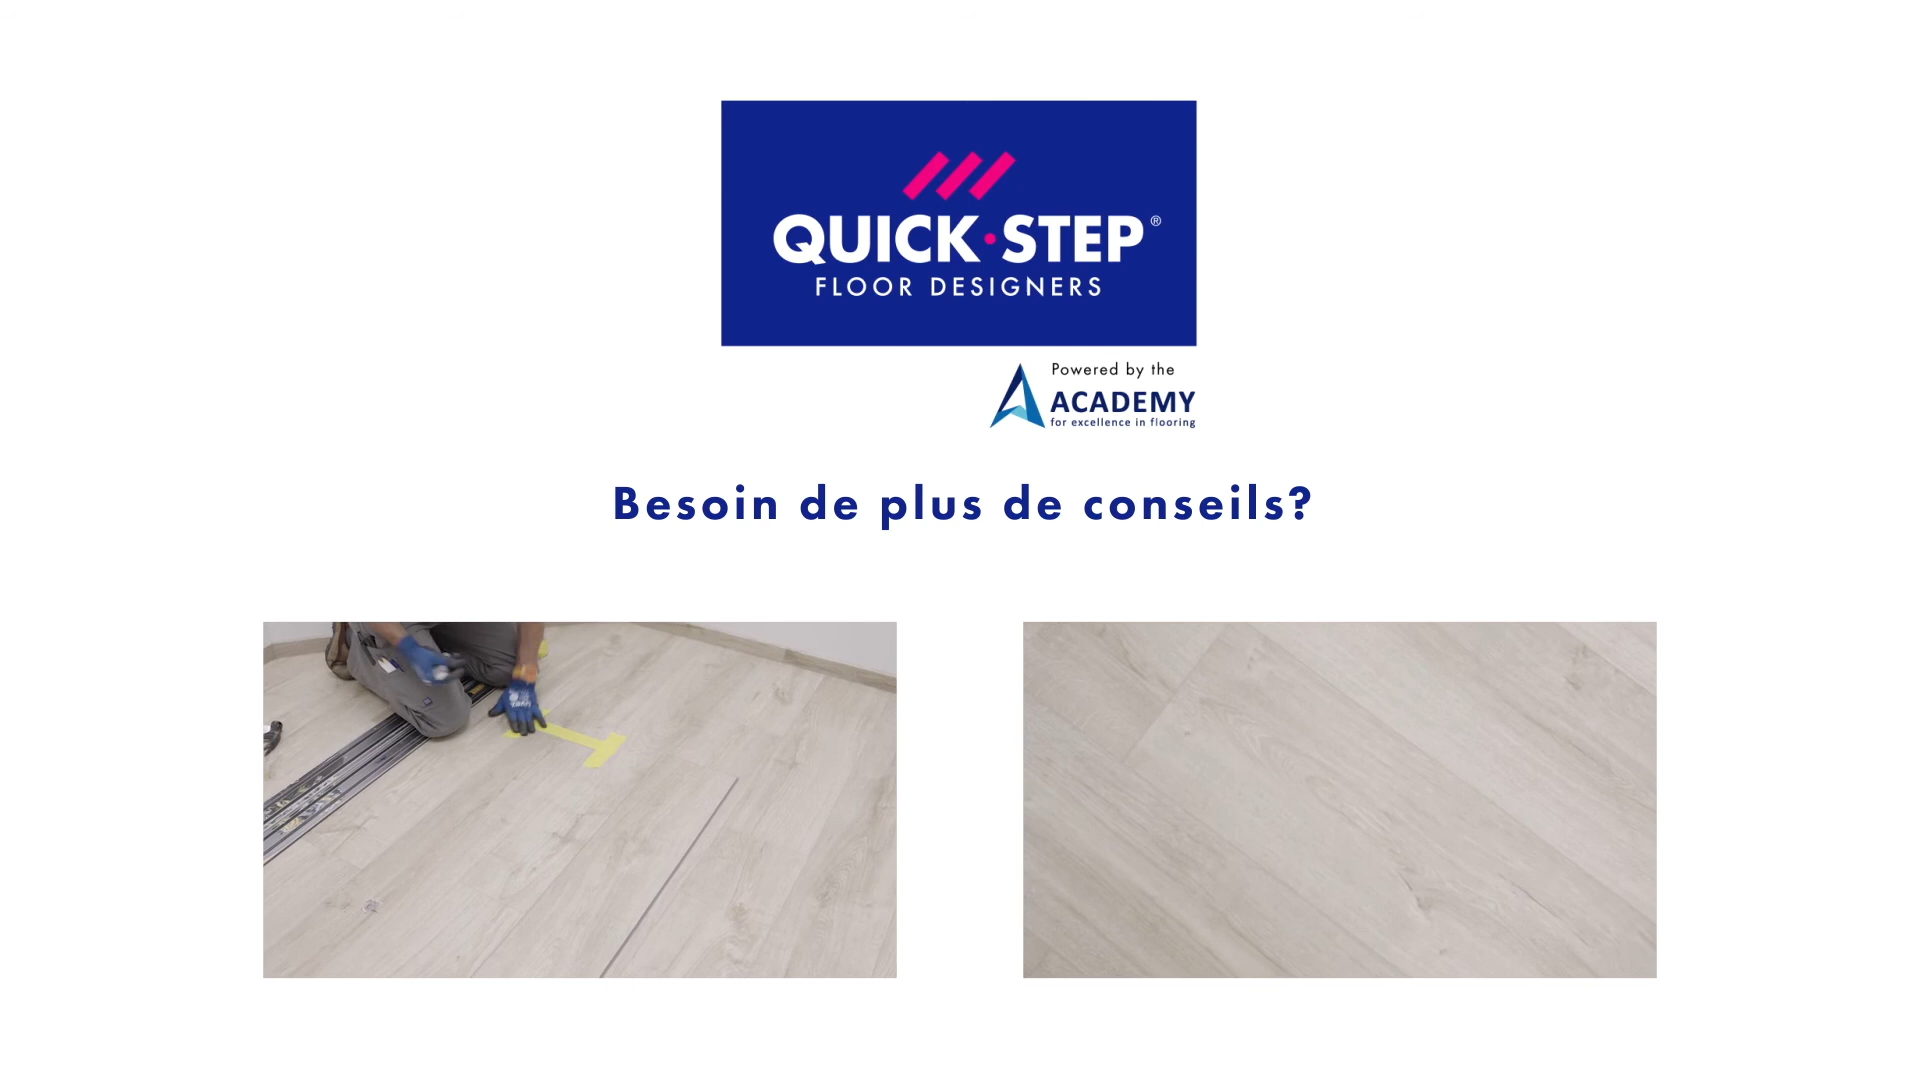 QUICK·STEP®
FLOOR DESIGNERS
Powered by the
ACADEMY
for excellence in flooring
Besoin de plus de conseils?